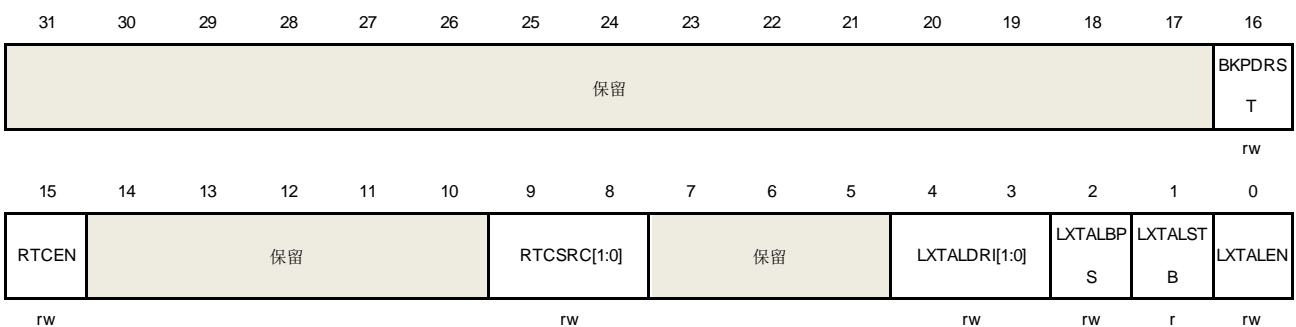 31 30 29 28 27 26 25 24 23 22 21 20 19 18 17 16
保留 BKPDRS
T
rw
15 14 13 12 11 10 9 8 7 6 5 4 3 2 1 0
RTCEN 保留 RTCSRC[1:0] 保留 LXTALDRI[1:0] LXTALBP LXTALST LXTALEN
S B
rw rw rw rw r rw